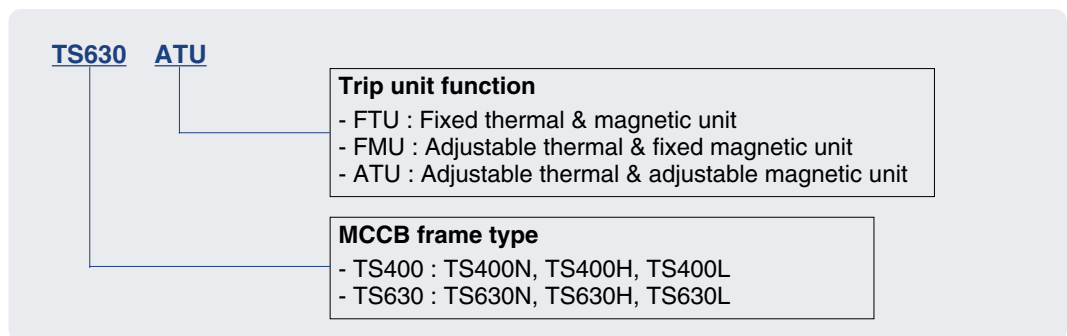 TS630 ATU
Trip unit function
- FTU : Fixed thermal & magnetic unit
- FMU : Adjustable thermal & fixed magnetic unit
- ATU : Adjustable thermal & adjustable magnetic unit
MCCB frame type
- TS400 : TS400N, TS400H, TS400L
- TS630 : TS630N, TS630H, TS630L